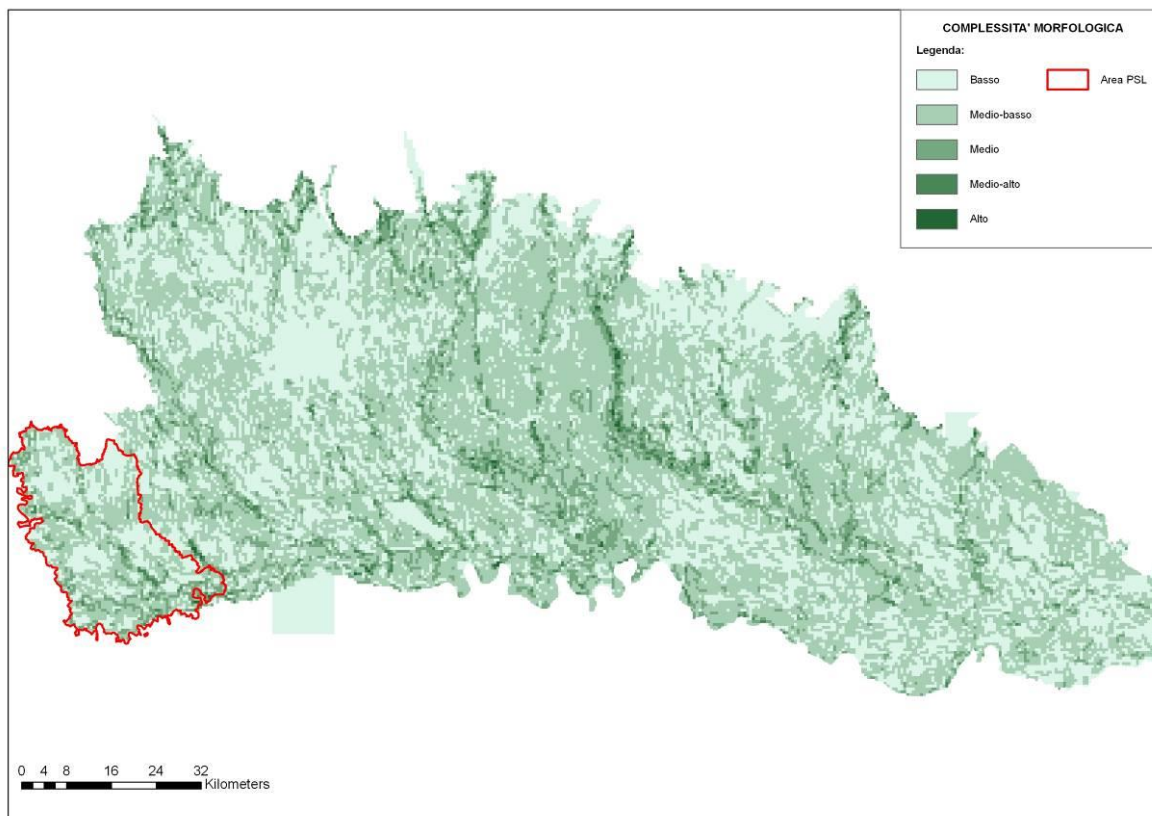 COMPLESSITA' MORFOLOGICA
Legenda:
Basso
Area PSL
Medio-basso
Medio
Medio-alto
Alto
0 4 8 16 24 32
Kilometers